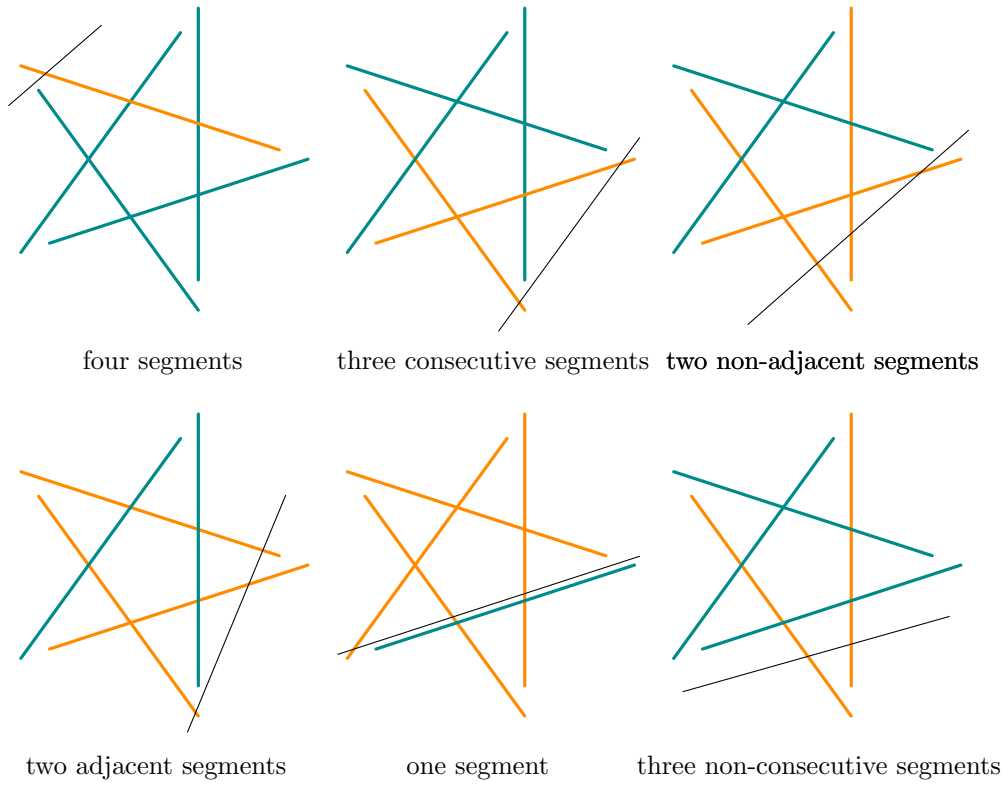 four segments
three consecutive segments
two non-adjacent segments
two adjacent segments
one segment
three non-consecutive segments